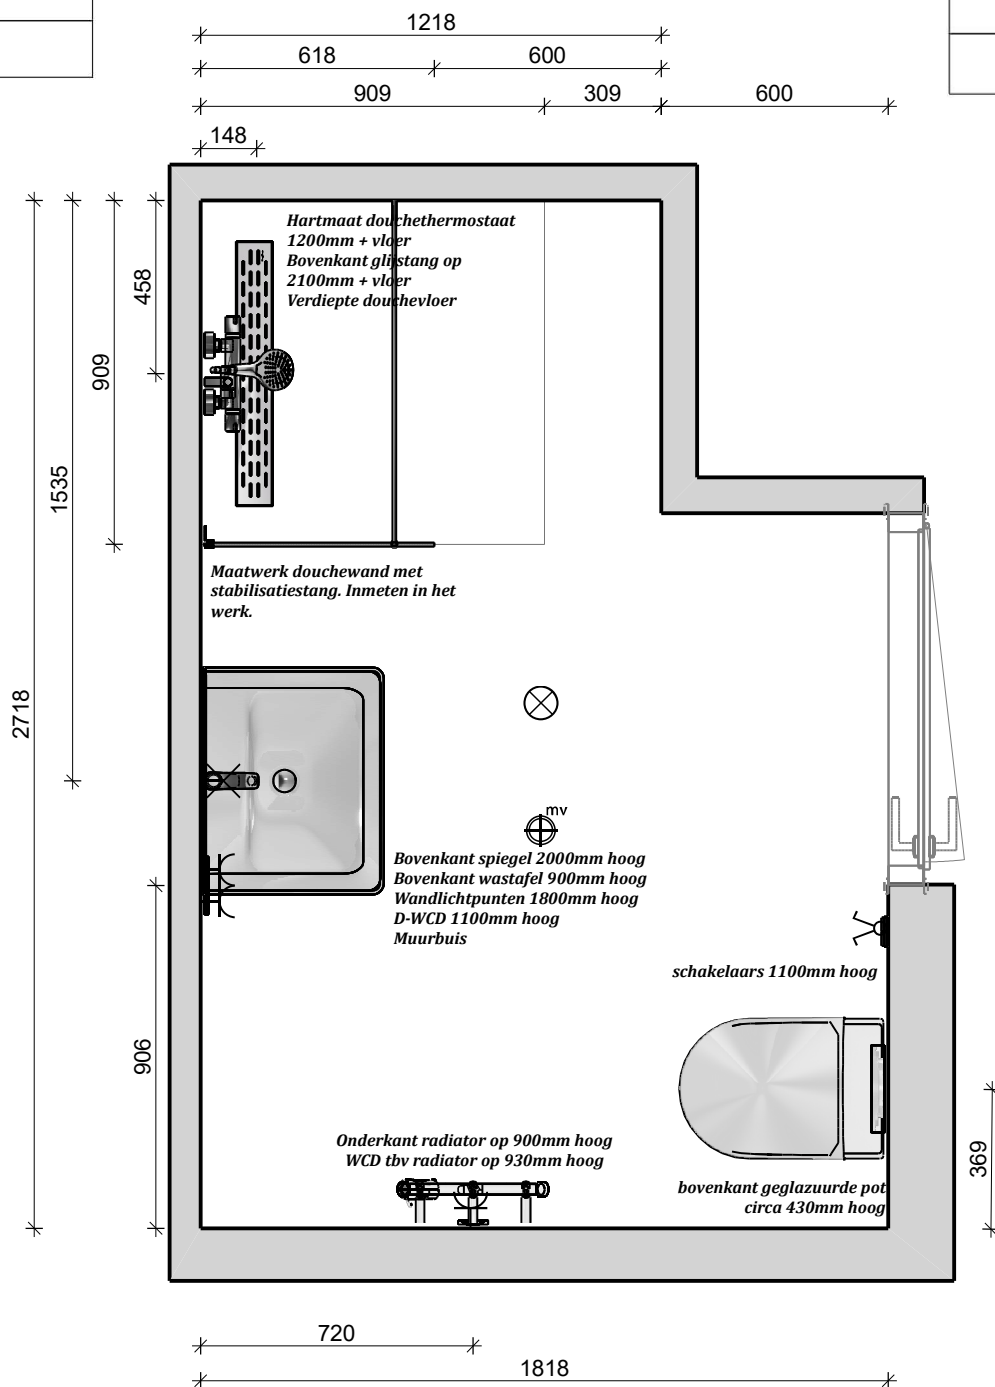 1218
618 600
909 309 600
148
458
909
1535
2718
906
369
Hartmaat douchethermostaat
1200mm + vloer
Bovenkant glijstang op
2100mm + vloer
Verdiepte douchevloer
Maatwerk douchewand met
stabilisatiestang. Inmeten in het
werk.
mv
Bovenkant spiegel 2000mm hoog
Bovenkant wastafel 900mm hoog
Wandlichtpunten 1800mm hoog
D-WCD 1100mm hoog
Muurbuis
schakelaars 1100mm hoog
Onderkant radiator op 900mm hoog
WCD tbv radiator op 930mm hoog
bovenkant geglazuurde pot
circa 430mm hoog
720
1818